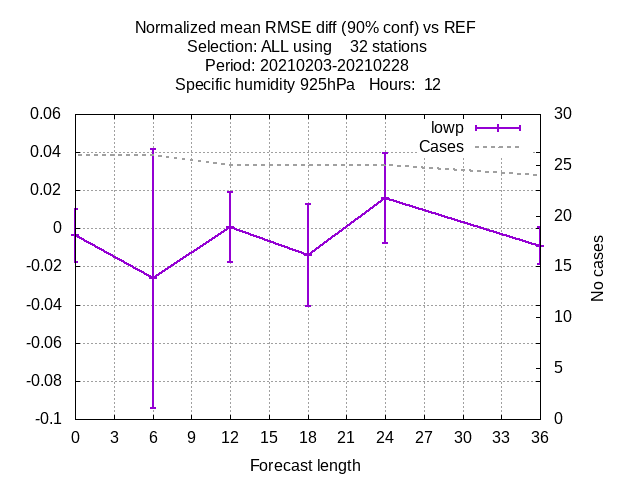 Normalized mean RMSE diff (90% conf) vs REF
Selection: ALL using    32 stations
Period: 20210203-20210228
Specific humidity 925hPa   Hours:  12
0.06
0.04
0.02
0
-0.02
-0.04
-0.06
-0.08
-0.1
lowp
Cases
30
25
20
15
10
5
0
No cases
0 3 6 9 12 15 18 21 24 27 30 33 36
Forecast length